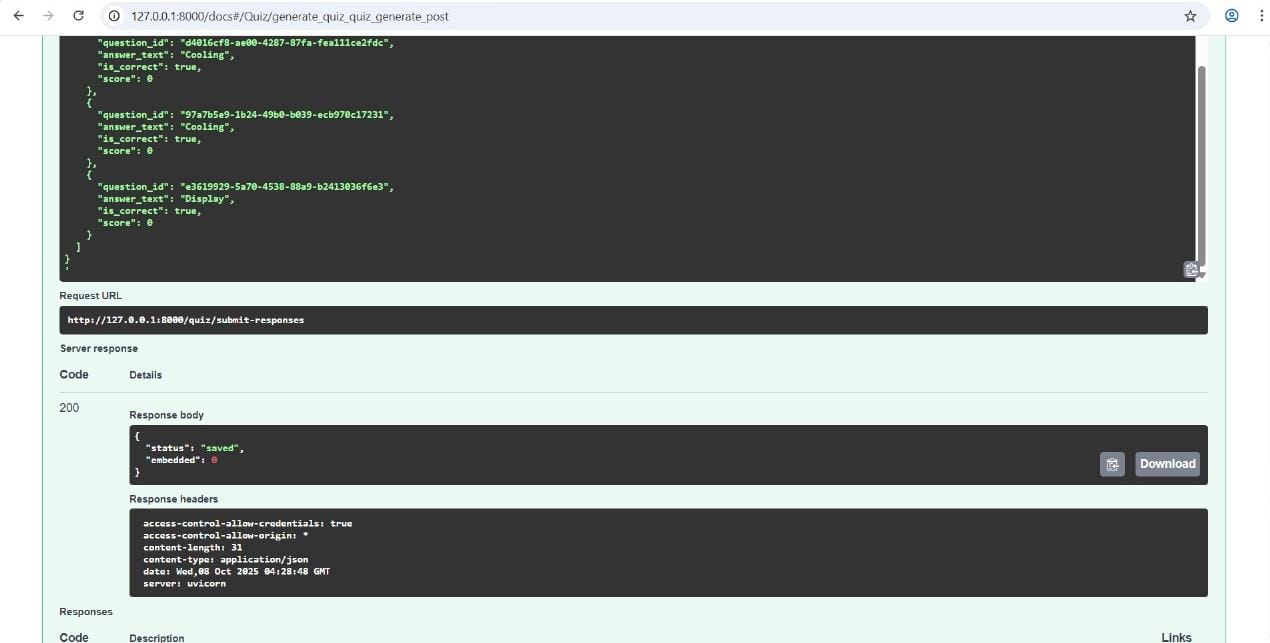 127.0.0.1:8000/docs#/Quiz/generate_quiz_quiz_generate_post
"question_id": "d4016cf8-ae00-4287-87fa-fea111ce2fdc",
"answer_text": "Cooling",
"is_correct": true,
"score": 0
},
{
"question_id": "97a7b5e9-1b24-49b0-b039-ecb970c17231",
"answer_text": "Cooling",
"is_correct": true,
"score": 0
},
{
"question_id": "e3619929-5a70-4538-88a9-b2413036f6e3",
"answer_text": "Display",
"is_correct": true,
"score": 0
}
]
}
'
Request URL
http://127.0.0.1:8000/quiz/submit-responses
Server response
Code Details
200
Response body
{
"status": "saved",
"embedded": 0
}
Download
Response headers
access-control-allow-credentials: true
access-control-allow-origin: *
content-length: 31
content-type: application/json
date: Wed,08 Oct 2025 04:28:48 GMT
server: uvicorn
Responses
Code Description Links